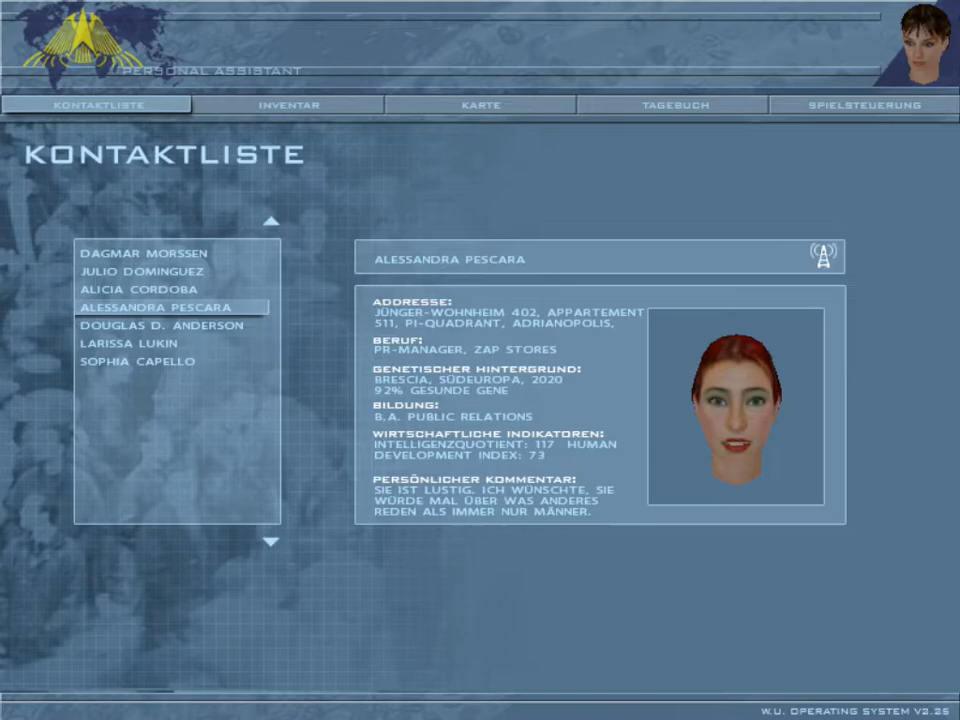 PERSONAL ASSISTANT
KONTAKTLISTE INVENTAR KARTE TAGEBUCH SPIELSTEUERUNG
KONTAKTLISTE
DAGMAR MORSSEN
JULIO DOMINGUEZ
ALICIA CORDOBA
ALESSANDRA PESCARA
DOUGLAS D. ANDERSON
LARISSA LUKIN
SOPHIA CAPELLO
ALESSANDRA PESCARA
ADDRESSE:
JÜNGER-WOHNHEIM 402, APPARTEMENT
511, PI-QUADRANT, ADRIANOPOLIS,
BERUF:
PR-MANAGER, ZAP STORES
GENETISCHER HINTERGRUND:
BRESCIA, SÜDEUROPA, 2020
92% GESUNDE GENE
BILDUNG:
B.A. PUBLIC RELATIONS
WIRTSCHAFTLICHE INDIKATOREN:
INTELLIGENZQUOTIENT: 117 HUMAN
DEVELOPMENT INDEX: 73
PERSÖNLICHER KOMMENTAR:
SIE IST LUSTIG. ICH WÜNSCHTE, SIE
WÜRDE MAL ÜBER WAS ANDERES
REDEN ALS IMMER NUR MÄNNER.
W.U. OPERATING SYSTEM V2.25